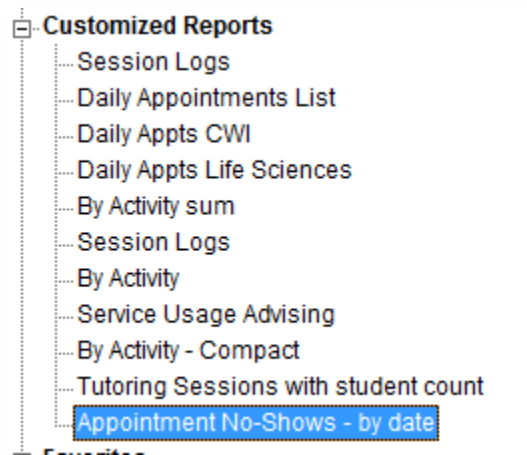 Customized Reports
Session Logs
Daily Appointments List
Daily Appts CWI
Daily Appts Life Sciences
By Activity sum
Session Logs
By Activity
Service Usage Advising
By Activity - Compact
Tutoring Sessions with student count
Appointment No-Shows - by date